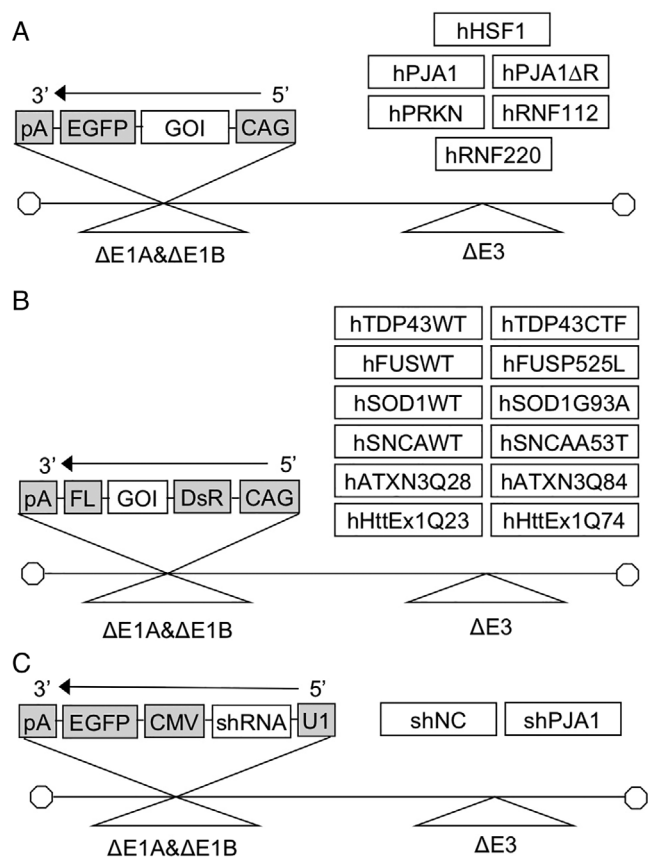 A
hHSF1
3’ 5’
hPJA1 hPJA1ΔR
pA EGFP GOI CAG
hPRKN hRNF112
hRNF220
ΔE1A&ΔE1B
ΔE3
B
hTDP43WT hTDP43CTF
hFUSWT hFUSP525L
hSOD1WT hSOD1G93A
hSNCAWT hSNCAA53T
3’ 5’
pA FL GOI DsR CAG
hATXN3Q28 hATXN3Q84
hHttEx1Q23 hHttEx1Q74
ΔE1A&ΔE1B
ΔE3
C
3’ 5’
pA EGFP CMV shRNA U1
shNC shPJA1
ΔE1A&ΔE1B
ΔE3